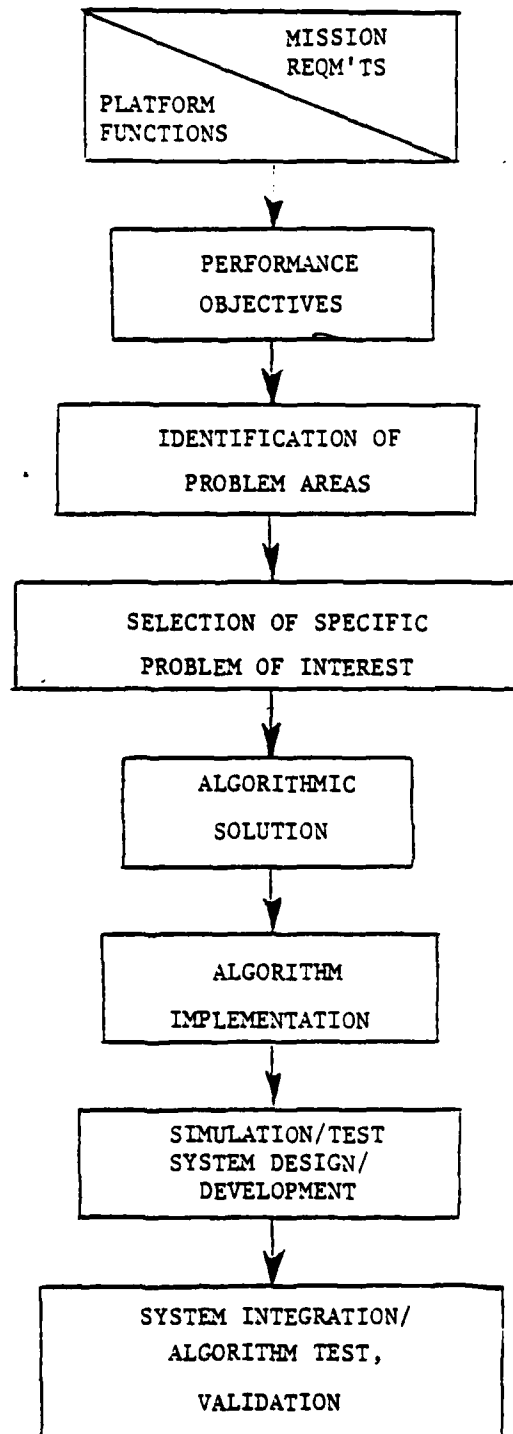 MISSION
REQM'TS
PLATFORM
FUNCTIONS
PERFORMANCE
OBJECTIVES
IDENTIFICATION OF
PROBLEM AREAS
SELECTION OF SPECIFIC
PROBLEM OF INTEREST
ALGORITHMIC
SOLUTION
ALGORITHM
IMPLEMENTATION
SIMULATION/TEST
SYSTEM DESIGN/
DEVELOPMENT
SYSTEM INTEGRATION/
ALGORITHM TEST,
VALIDATION